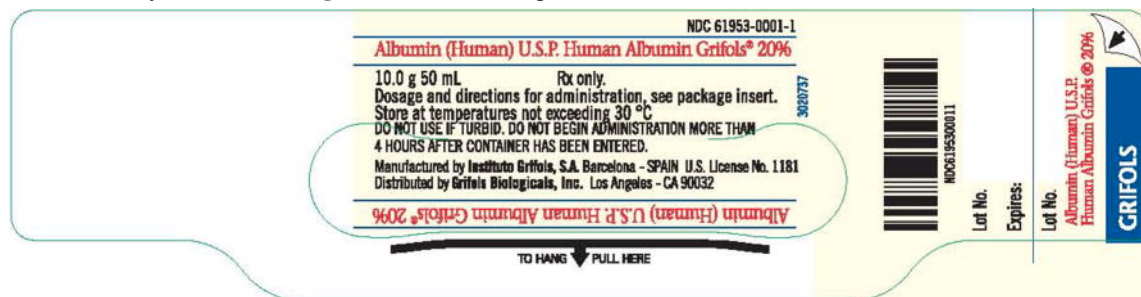 NDC 61953-0001-1
Albumin (Human) U.S.P. Human Albumin Grifols® 20%
10.0 g 50 mL Rx only.
Dosage and directions for administration, see package insert.
Store at temperatures not exceeding 30 °C
DO NOT USE IF TURBID. DO NOT BEGIN ADMINISTRATION MORE THAN
4 HOURS AFTER CONTAINER HAS BEEN ENTERED.
Manufactured by Instituto Grifols, S.A. Barcelona - SPAIN U.S. License No. 1181
Distributed by Grifols Biologicals, Inc. Los Angeles - CA 90032
Albumin (Human) U.S.P. Human Albumin Grifols® 20%
TO HANG PULL HERE
3020737
NDC6195300011
Lot No.
Expires:
Lot No.
Albumin (Human) U.S.P.
Human Albumin Grifols ® 20%
GRIFOLS